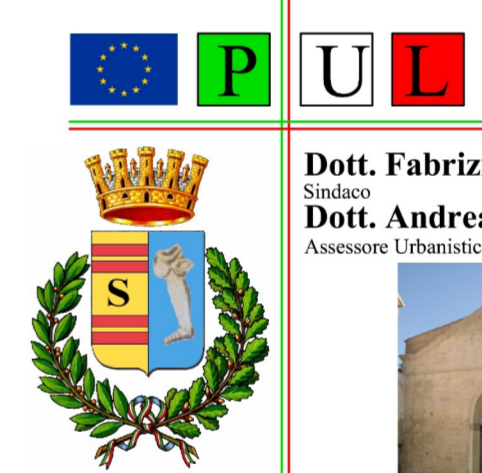 P U L
Dott. Fabriz
Sindaco
Dott. Andrea
Assessore Urbanistic
S